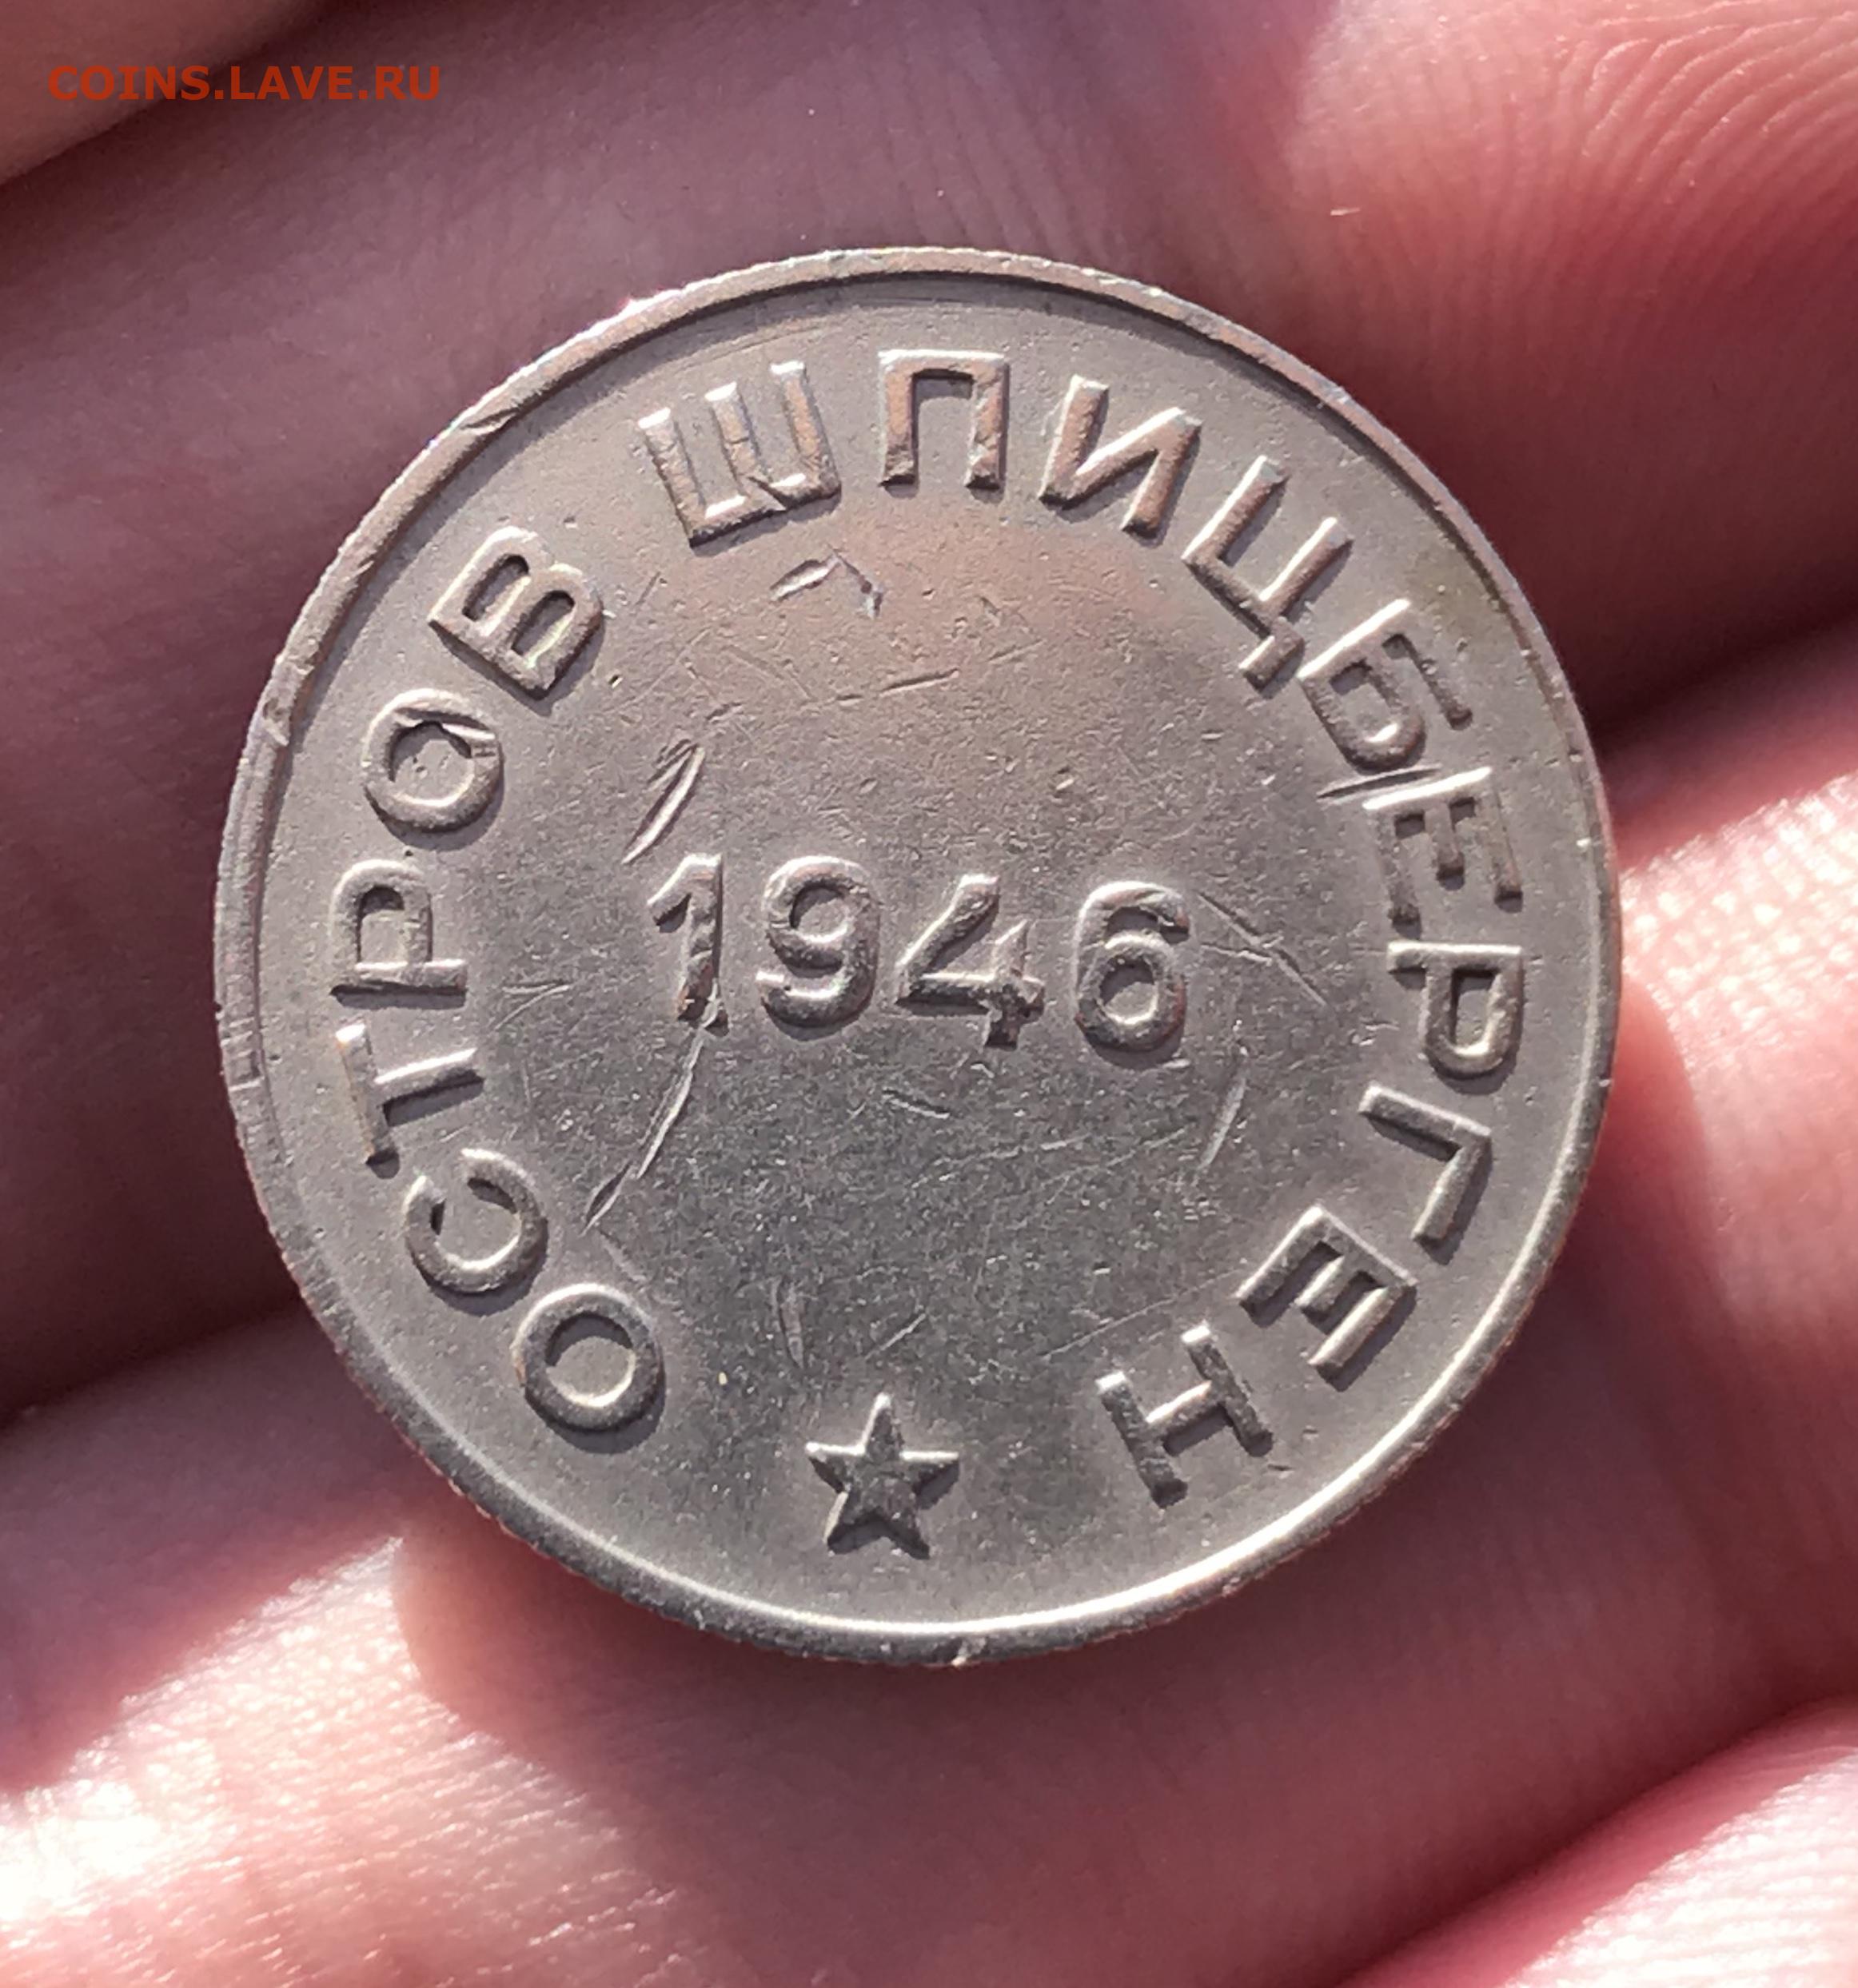 COINS.LAVE.RU
ОСТРОВ ШПИЦБЕРГЕН
1946